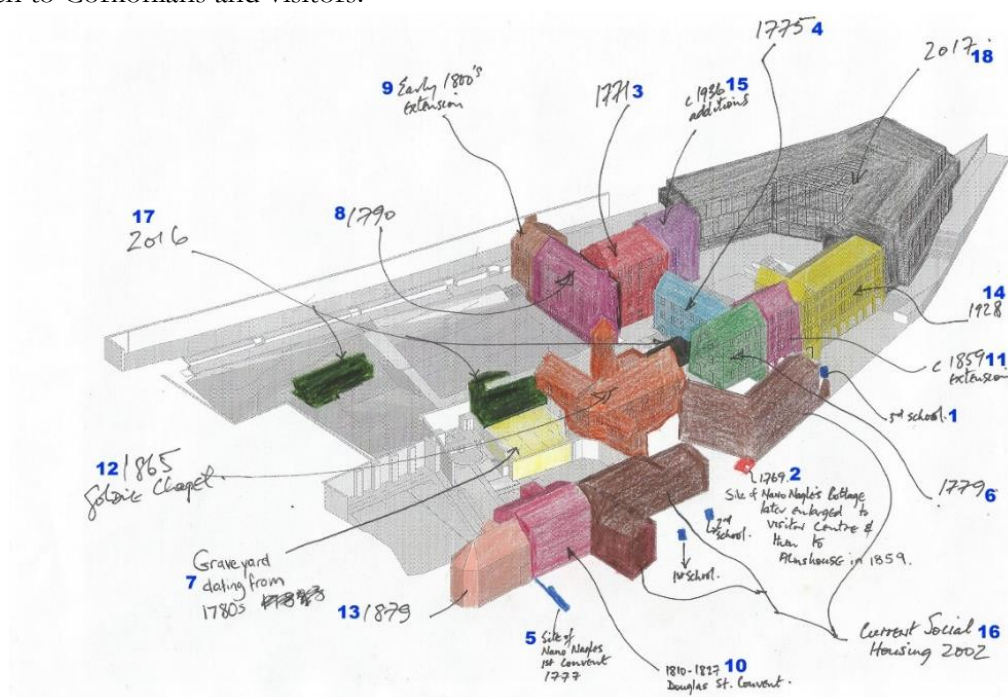 en to Corkonians and visitors.
1775 4
2017 18
9 Early 1800's
extension
1771 3
c 1936 15
additions
17
2016
8 1790
14
1928
c 1859 11
extension
3rd school. 1
12 1865
Gothic Chapel.
1769. 2
Site of Nano Nagle's Cottage
later enlarged to
visitor centre &
then to
Almshouse in 1859.
1779 6
2nd
school.
1st school.
7 Graveyard
dating from
1780s
13 1879
5 Site of
Nano Nagles
1st Convent
1777
1810-1827 10
Douglas St. Convent.
Current Social 16
Housing 2002